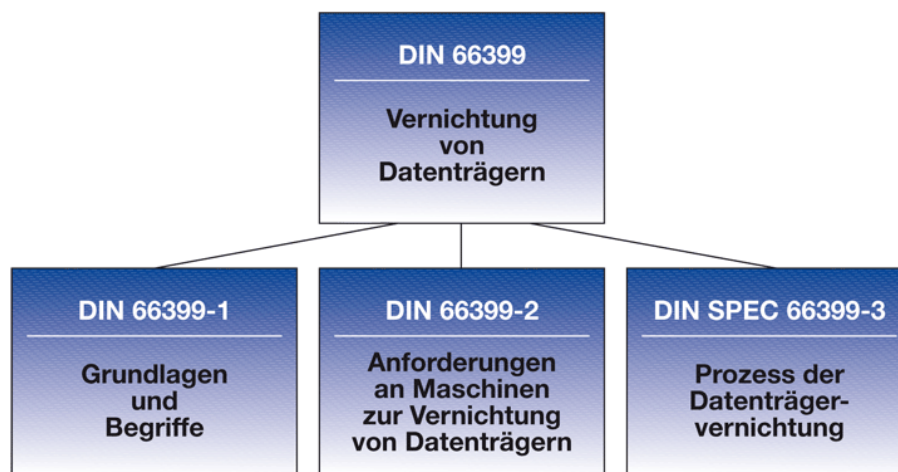 DIN 66399
Vernichtung
von
Datenträgern
DIN 66399-1
Grundlagen
und
Begriffe
DIN 66399-2
Anforderungen
an Maschinen
zur Vernichtung
von Datenträgern
DIN SPEC 66399-3
Prozess der
Datenträger-
vernichtung